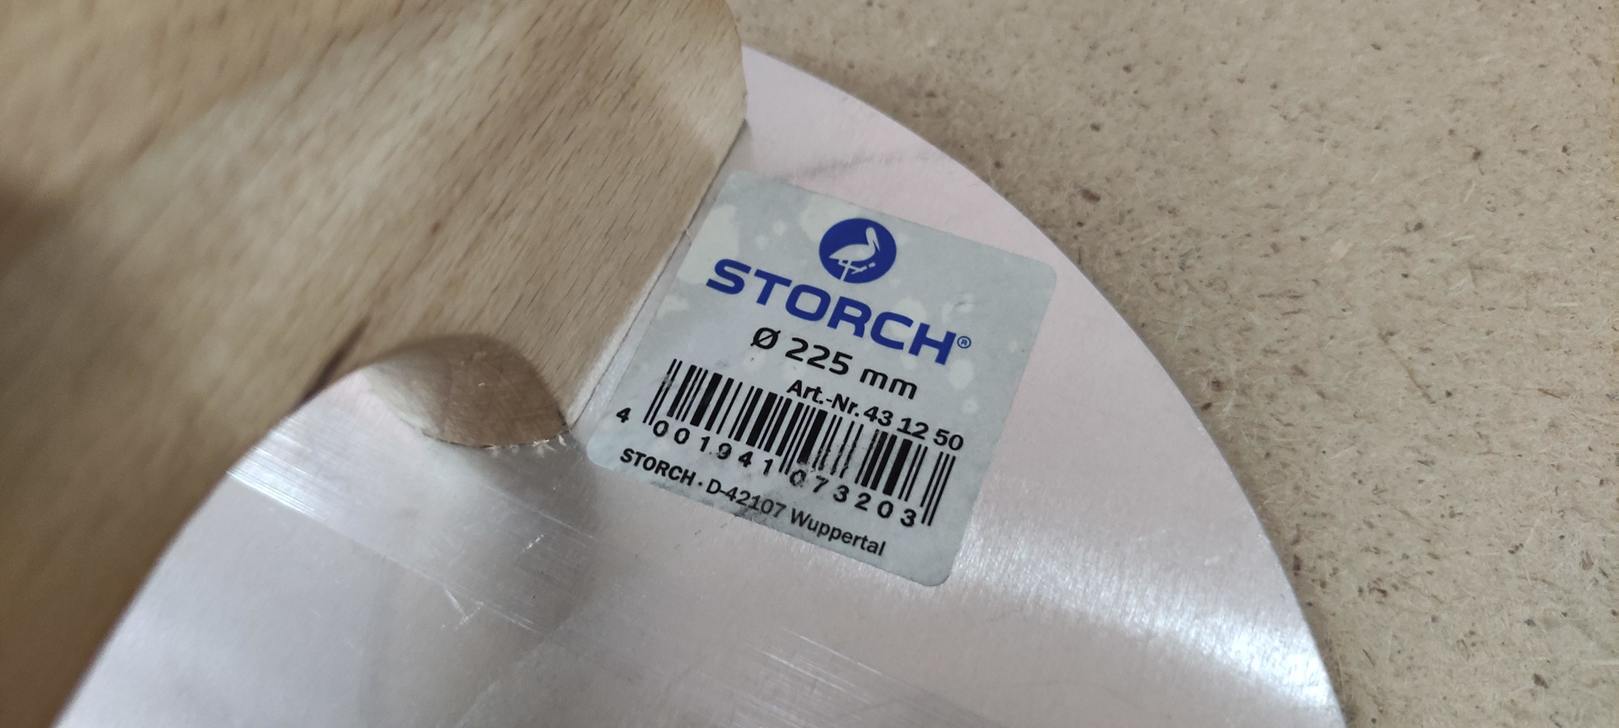 STORCH®
Ø 225 mm
Art.-Nr. 43 12 50
4 001941 073203
STORCH · D-42107 Wuppertal